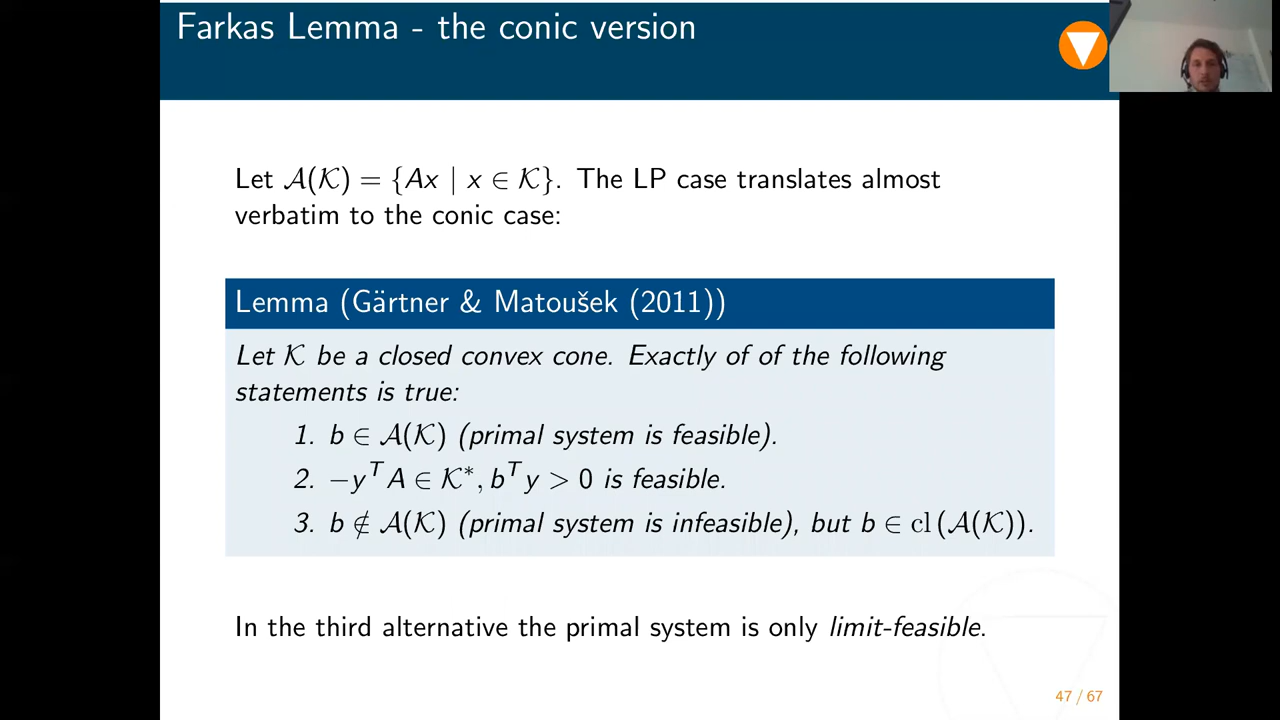 Farkas Lemma - the conic version
Let 𝒜(𝒦) = {Ax | x ∈ 𝒦}. The LP case translates almost
verbatim to the conic case:
Lemma (Gärtner & Matoušek (2011))
Let 𝒦 be a closed convex cone. Exactly of of the following
statements is true:
1. b ∈ 𝒜(𝒦) (primal system is feasible).
2. −yᵀA ∈ 𝒦*, bᵀy > 0 is feasible.
3. b ∉ 𝒜(𝒦) (primal system is infeasible), but b ∈ cl (𝒜(𝒦)).
In the third alternative the primal system is only limit-feasible.
47 / 67